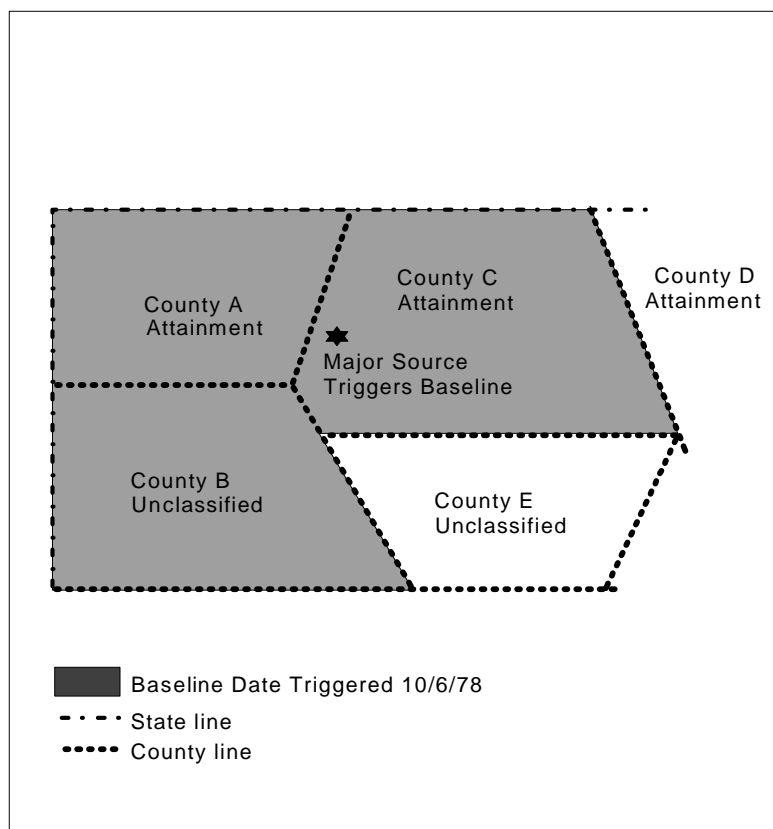 County A
Attainment
County C
Attainment
County D
Attainment
Major Source
Triggers Baseline
County B
Unclassified
County E
Unclassified
Baseline Date Triggered 10/6/78
State line
County line